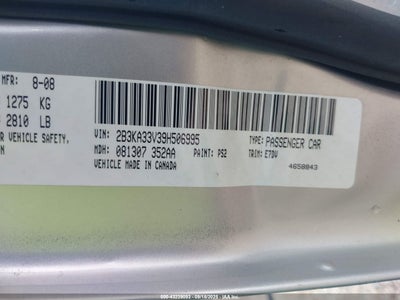 MFR: 8-08
1275 KG
2810 LB
R VEHICLE SAFETY,
N
VIN: 2B3KA33V39H506995
TYPE: PASSENGER CAR
MDH: 081307 352AA
PAINT: PS2
TRIM: E7DV
VEHICLE MADE IN CANADA
4658843